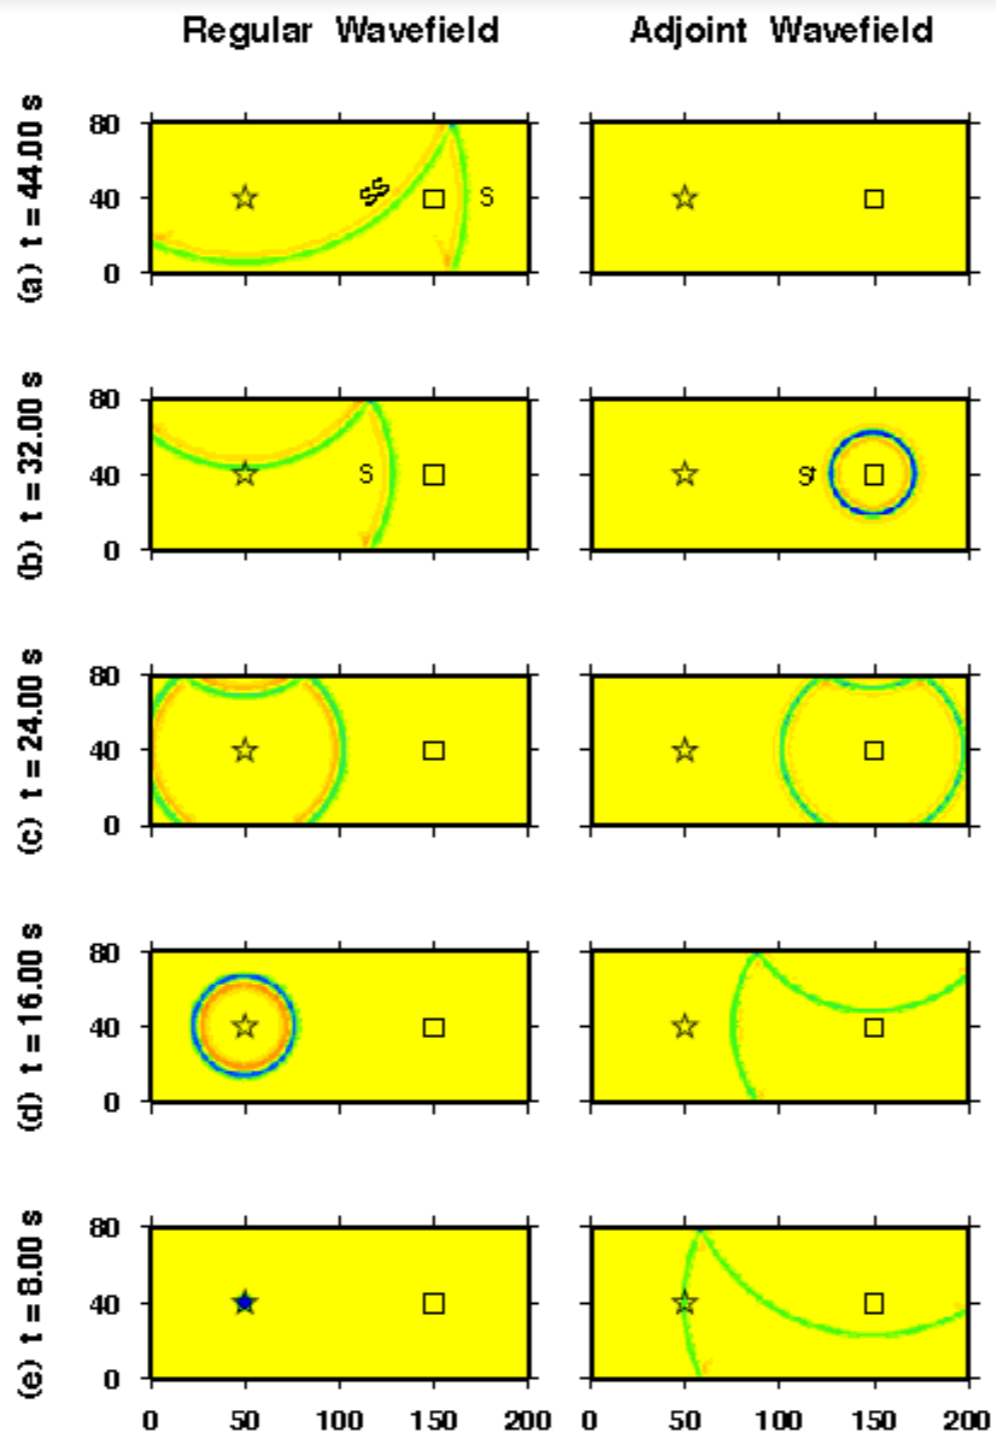 Regular Wavefield
Adjoint Wavefield
(a) t = 44.00 s
80
40
0
SS
S
(b) t = 32.00 s
80
40
0
S
S†
(c) t = 24.00 s
80
40
0
(d) t = 16.00 s
80
40
0
(e) t = 8.00 s
80
40
0
0 50 100 150 200
0 50 100 150 200